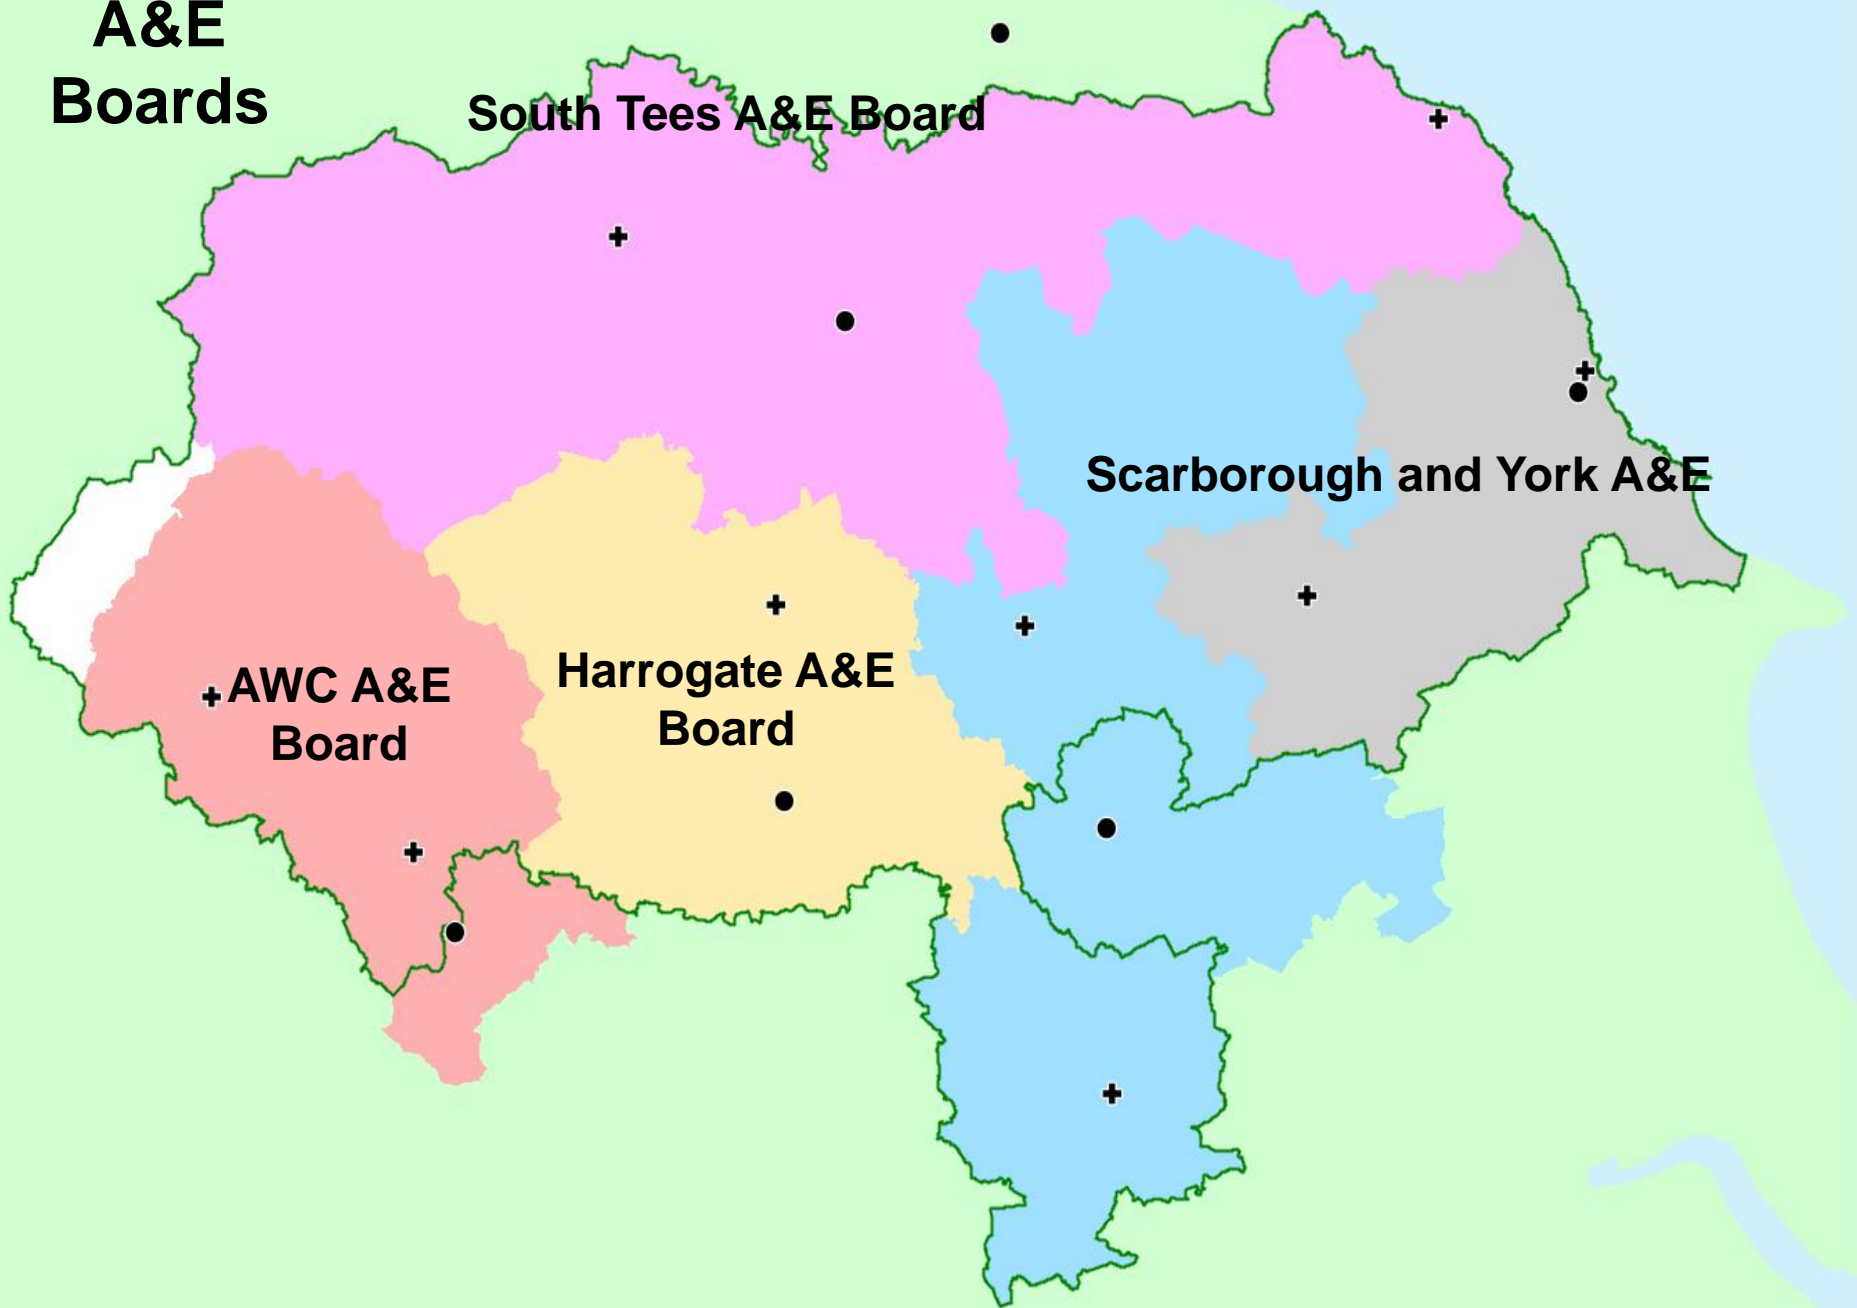 A&E
Boards
South Tees A&E Board
Scarborough and York A&E
AWC A&E
Board
Harrogate A&E
Board